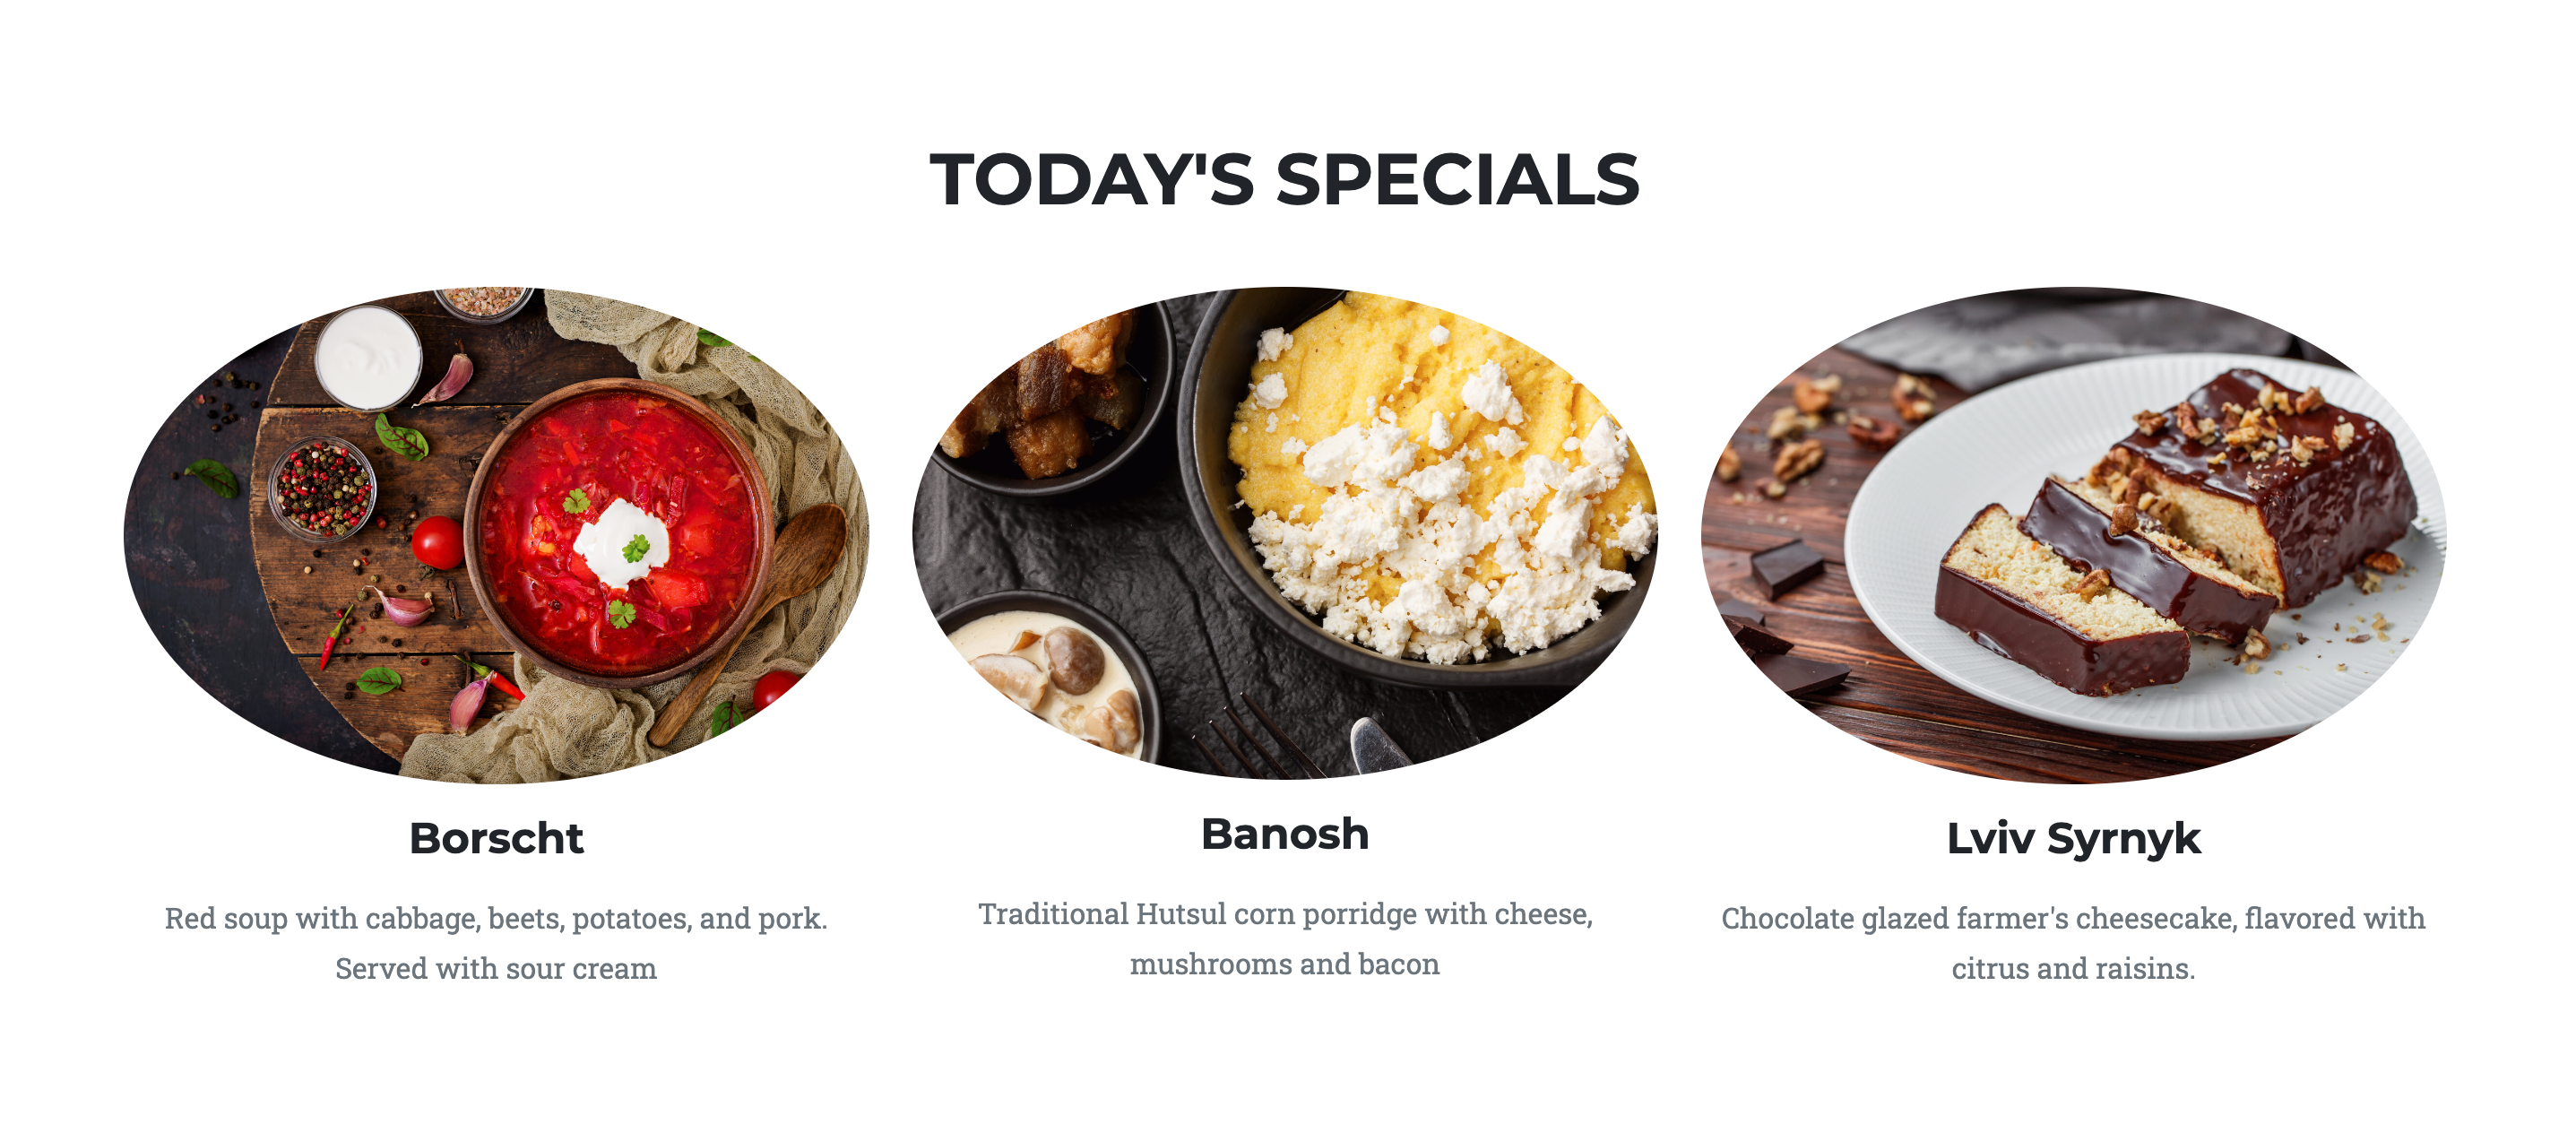 TODAY'S SPECIALS
Borscht
Red soup with cabbage, beets, potatoes, and pork.
Served with sour cream
Banosh
Traditional Hutsul corn porridge with cheese,
mushrooms and bacon
Lviv Syrnyk
Chocolate glazed farmer's cheesecake, flavored with
citrus and raisins.